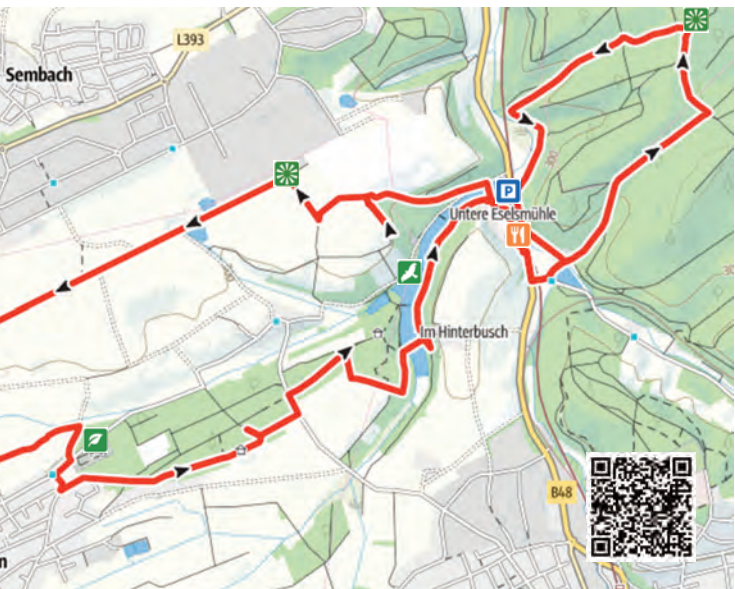 L393
Sembach
P
Untere Eselsmühle
Im Hinterbusch
B48
n